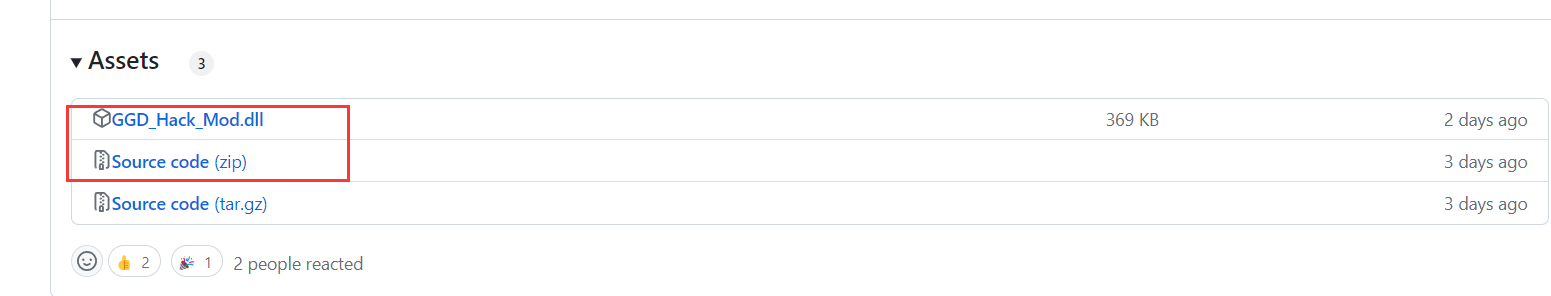 Assets 3
GGD_Hack_Mod.dll 369 KB 2 days ago
Source code (zip) 3 days ago
Source code (tar.gz) 3 days ago
2 1 2 people reacted